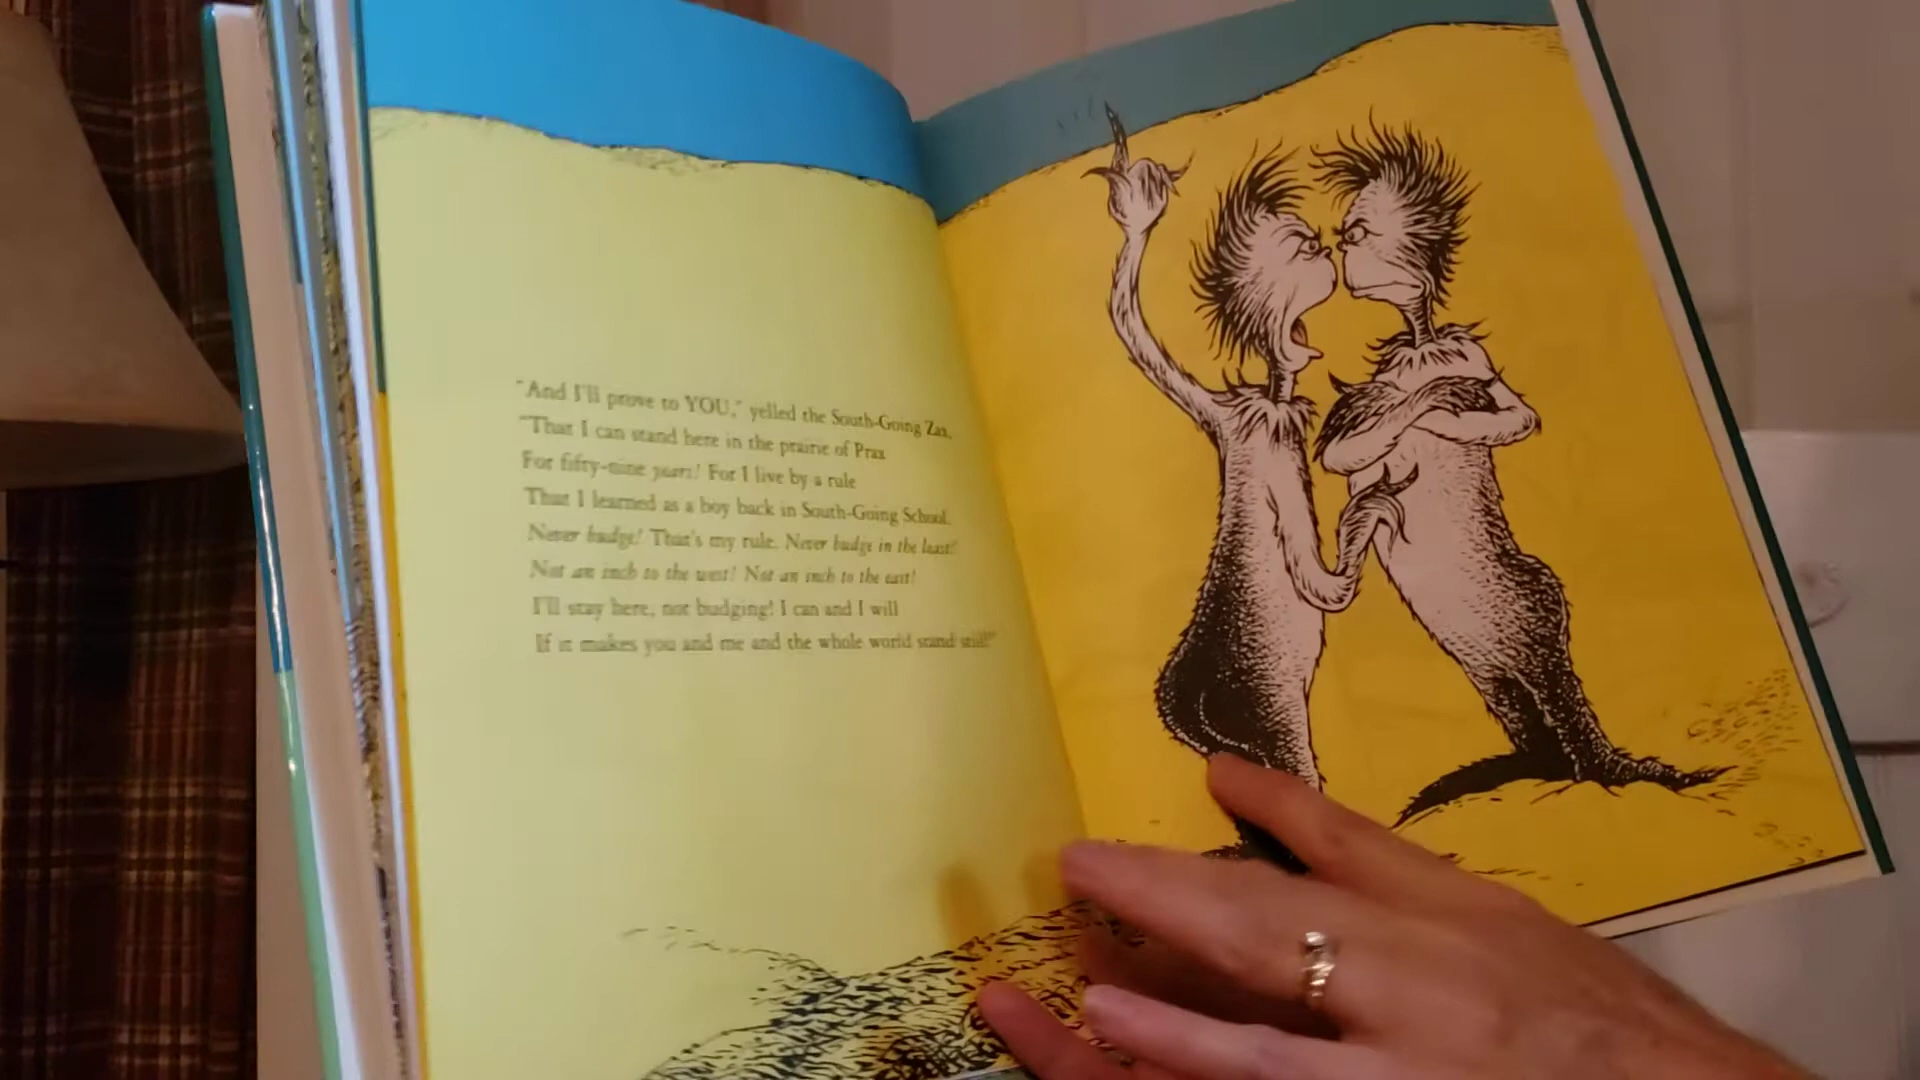 "And I'll prove to YOU," yelled the South-Going Zax,
"That I can stand here in the prairie of Prax
For fifty-nine years! For I live by a rule
That I learned as a boy back in South-Going School.
Never budge! That's my rule. Never budge in the least!
Not an inch to the west! Not an inch to the east!
I'll stay here, not budging! I can and I will
If it makes you and me and the whole world stand still!"